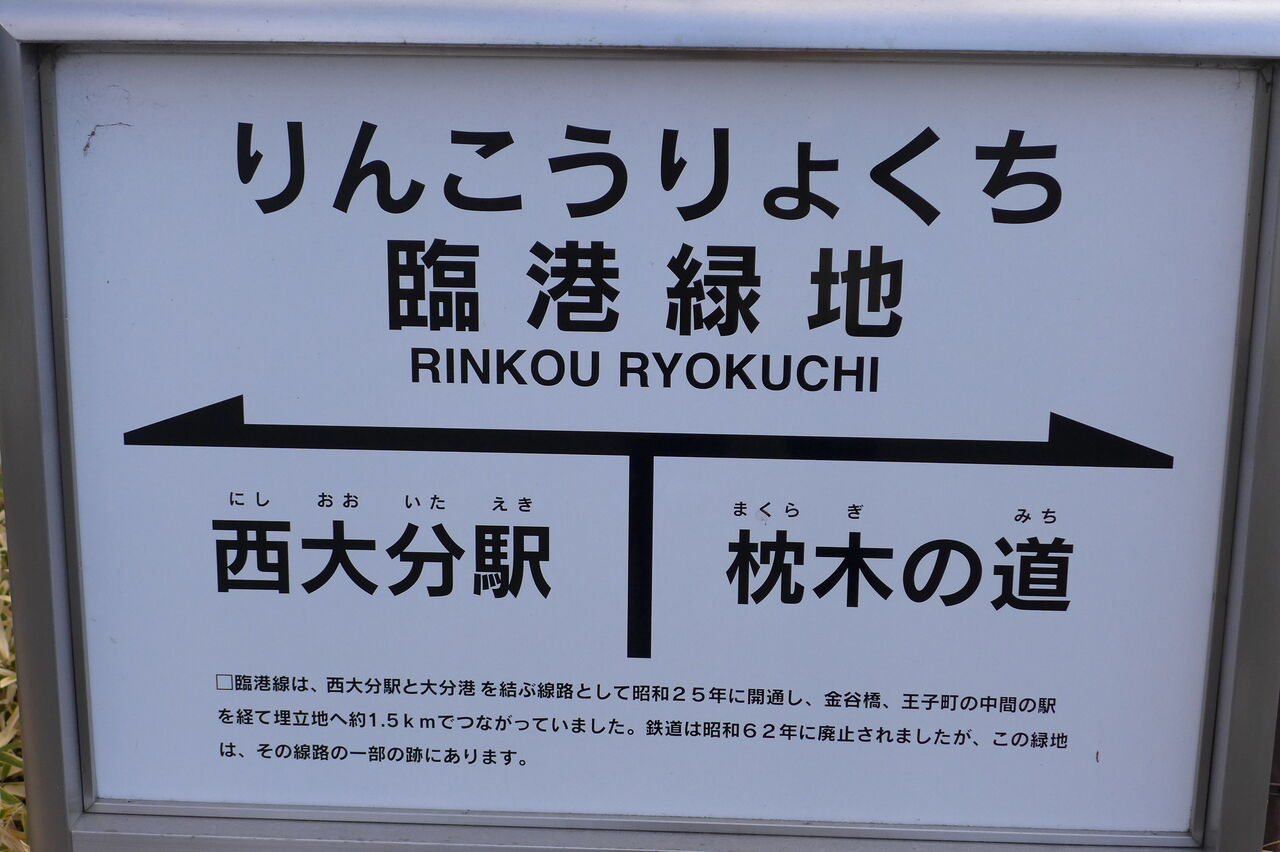 りんこうりょくち
臨港緑地
RINKOU RYOKUCHI
にし おお いた えき
西大分駅
まくら ぎ みち
枕木の道
□臨港線は、西大分駅と大分港を結ぶ線路として昭和25年に開通し、金谷橋、王子町の中間の駅
を経て埋立地へ約1.5kmでつながっていました。鉄道は昭和62年に廃止されましたが、この緑地
は、その線路の一部の跡にあります。